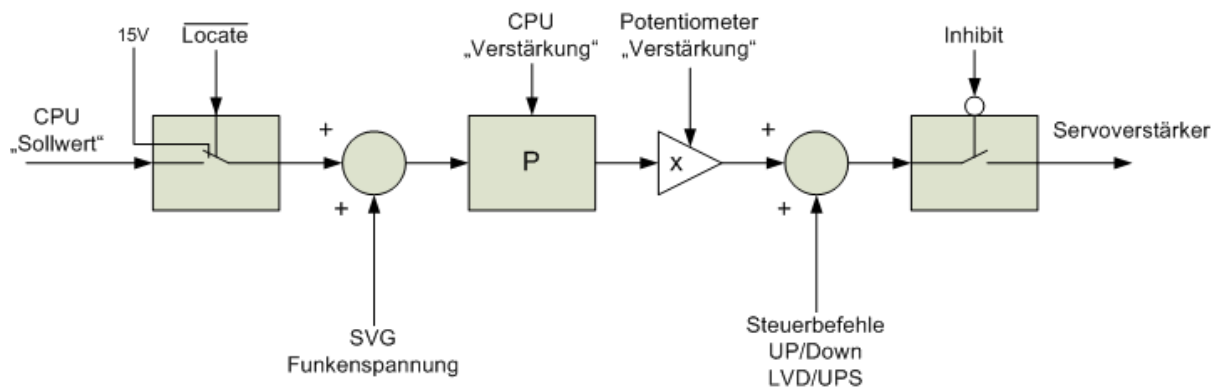 15V
Locate
CPU
„Sollwert“
+
+
SVG
Funkenspannung
CPU
„Verstärkung“
P
Potentiometer
„Verstärkung“
x
+
+
Steuerbefehle
UP/Down
LVD/UPS
Inhibit
Servoverstärker